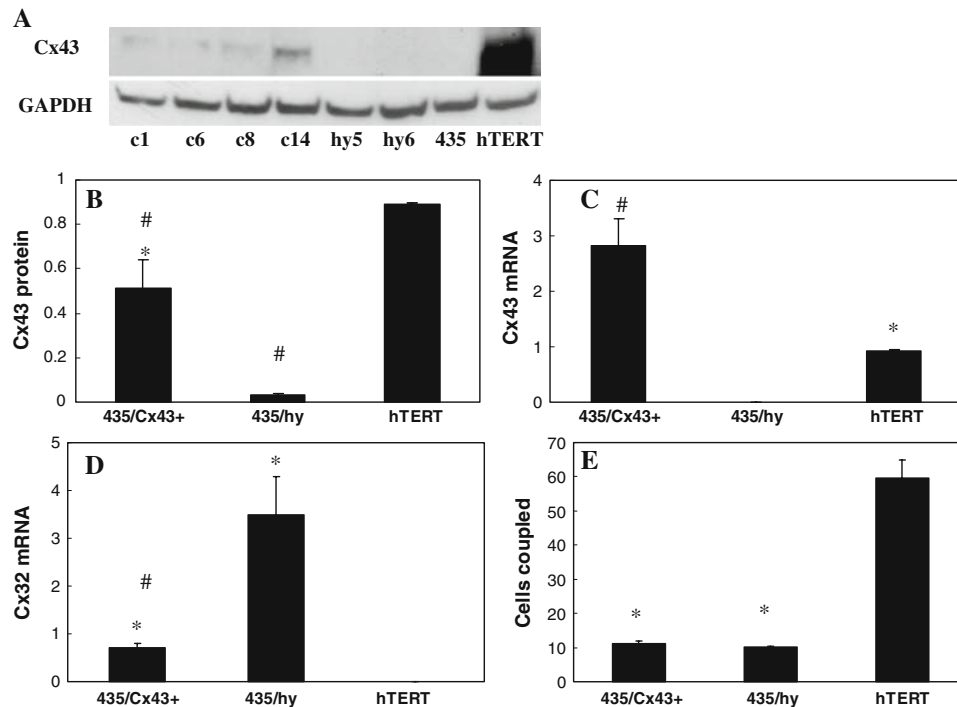 A
Cx43
GAPDH
c1 c6 c8 c14 hy5 hy6 435 hTERT
B
Cx43 protein
1
0.8
0.6
0.4
0.2
0
#
*
#
435/Cx43+ 435/hy hTERT
C
Cx43 mRNA
4
3
2
1
0
#
*
435/Cx43+ 435/hy hTERT
D
Cx32 mRNA
5
4
3
2
1
0
#
*
*
435/Cx43+ 435/hy hTERT
E
Cells coupled
70
60
50
40
30
20
10
0
*
*
435/Cx43+ 435/hy hTERT